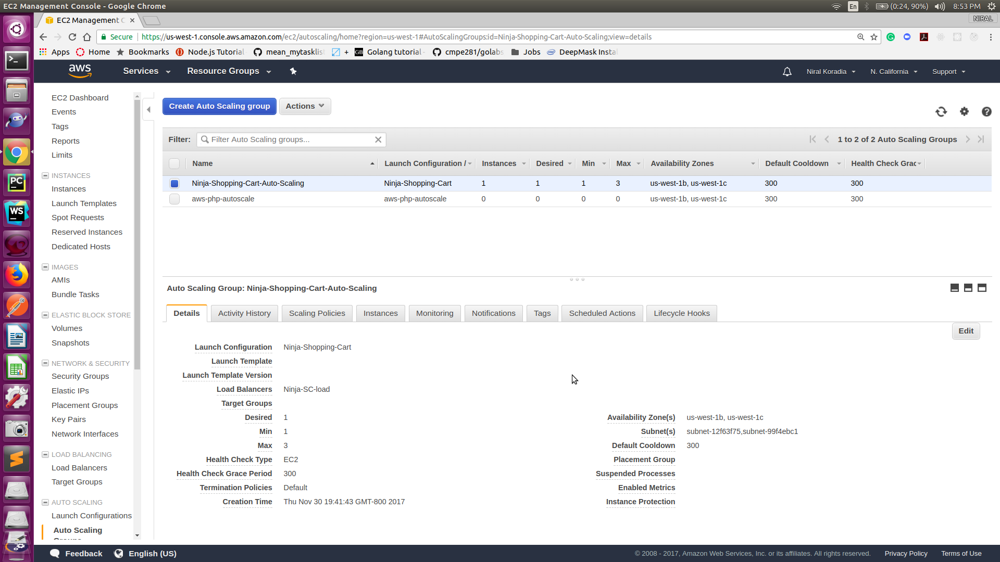 EC2 Management Console - Google Chrome
En (0:24, 90%) 8:53 PM
EC2 Management C
NIRAL
Secure https://us-west-1.console.aws.amazon.com/ec2/autoscaling/home?region=us-west-1#AutoScalingGroups:id=Ninja-Shopping-Cart-Auto-Scaling;view=details
Apps Home Bookmarks Node.js Tutorial mean_mytasklist + GB Golang tutorial - cmpe281/golabs Jobs DeepMask Instal
aws Services Resource Groups Niral Koradia N. California Support
EC2 Dashboard
Events
Tags
Reports
Limits
INSTANCES
Instances
Launch Templates
Spot Requests
Reserved Instances
Dedicated Hosts
IMAGES
AMIs
Bundle Tasks
ELASTIC BLOCK STORE
Volumes
Snapshots
NETWORK & SECURITY
Security Groups
Elastic IPs
Placement Groups
Key Pairs
Network Interfaces
LOAD BALANCING
Load Balancers
Target Groups
AUTO SCALING
Launch Configurations
Auto Scaling
Groups
Create Auto Scaling group Actions
Filter: Filter Auto Scaling groups... 1 to 2 of 2 Auto Scaling Groups
Name Launch Configuration / Instances Desired Min Max Availability Zones Default Cooldown Health Check Grac
Ninja-Shopping-Cart-Auto-Scaling Ninja-Shopping-Cart 1 1 1 3 us-west-1b, us-west-1c 300 300
aws-php-autoscale aws-php-autoscale 0 0 0 0 us-west-1b, us-west-1c 300 300
Auto Scaling Group: Ninja-Shopping-Cart-Auto-Scaling
Details Activity History Scaling Policies Instances Monitoring Notifications Tags Scheduled Actions Lifecycle Hooks
Edit
Launch Configuration Ninja-Shopping-Cart
Launch Template
Launch Template Version
Load Balancers Ninja-SC-load
Target Groups
Desired 1 Availability Zone(s) us-west-1b, us-west-1c
Min 1 Subnet(s) subnet-12f63f75,subnet-99f4ebc1
Max 3 Default Cooldown 300
Health Check Type EC2 Placement Group
Health Check Grace Period 300 Suspended Processes
Termination Policies Default Enabled Metrics
Creation Time Thu Nov 30 19:41:43 GMT-800 2017 Instance Protection
Feedback English (US) © 2008 - 2017, Amazon Web Services, Inc. or its affiliates. All rights reserved. Privacy Policy Terms of Use
PC
WS